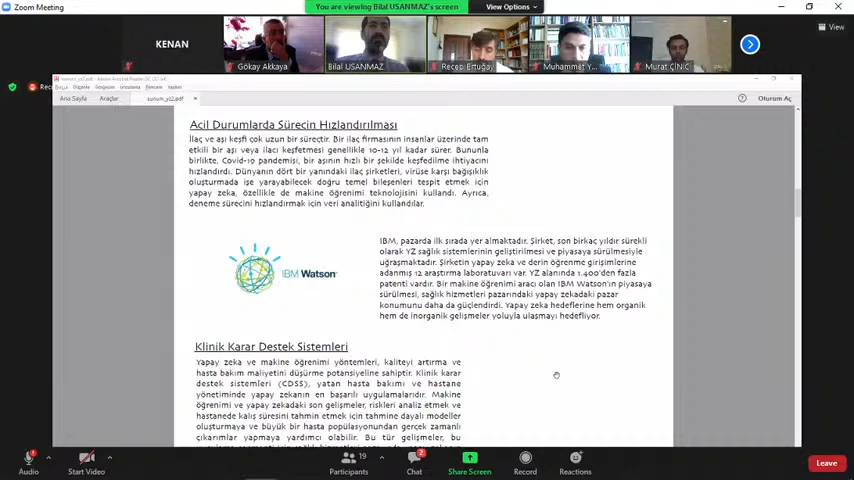 Zoom Meeting
You are viewing Bilal USANMAZ's screen
View Options
View
KENAN
Gökay Akkaya
Bilal USANMAZ
Recep Ertuğay
Muhammet Y...
Murat ÇİNİC
sunum_yz2.pdf
Ana Sayfa
Araçlar
sunum_yz2.pdf
Oturum Aç
Acil Durumlarda Sürecin Hızlandırılması
İlaç ve aşı keşfi çok uzun bir süreçtir. Bir ilaç firmasının insanlar üzerinde tam
etkili bir aşı veya ilacı keşfetmesi genellikle 10-12 yıl kadar sürer. Bununla
birlikte, Covid-19 pandemisi, bir aşının hızlı bir şekilde keşfedilme ihtiyacını
hızlandırdı. Dünyanın dört bir yanındaki ilaç şirketleri, virüse karşı bağışıklık
oluşturmada işe yarayabilecek doğru temel bileşenleri tespit etmek için
yapay zeka, özellikle de makine öğrenimi teknolojisini kullandı. Ayrıca,
deneme sürecini hızlandırmak için veri analitiğini kullandılar.
IBM Watson
IBM, pazarda ilk sırada yer almaktadır. Şirket, son birkaç yıldır sürekli
olarak YZ sağlık sistemlerinin geliştirilmesi ve piyasaya sürülmesiyle
uğraşmaktadır. Şirketin yapay zeka ve derin öğrenme girişimlerine
adanmış 12 araştırma laboratuvarı var. YZ alanında 1.400'den fazla
patenti vardır. Bir makine öğrenimi aracı olan IBM Watson'ın piyasaya
sürülmesi, sağlık hizmetleri pazarındaki yapay zekadaki pazar
konumunu daha da güçlendirdi. Yapay zeka hedeflerine hem organik
hem de inorganik gelişmeler yoluyla ulaşmayı hedefliyor.
Klinik Karar Destek Sistemleri
Yapay zeka ve makine öğrenimi yöntemleri, kaliteyi artırma ve
hasta bakım maliyetini düşürme potansiyeline sahiptir. Klinik karar
destek sistemleri (CDSS), yatan hasta bakımı ve hastane
yönetiminde yapay zekanın en başarılı uygulamalarıdır. Makine
öğrenimi ve yapay zekadaki son gelişmeler, riskleri analiz etmek ve
hastanede kalış süresini tahmin etmek için tahmine dayalı modeller
oluşturmaya ve büyük bir hasta popülasyonundan gerçek zamanlı
çıkarımlar yapmaya yardımcı olabilir. Bu tür gelişmeler, bu
Audio
Start Video
Participants
19
Chat
2
Share Screen
Record
Reactions
Leave